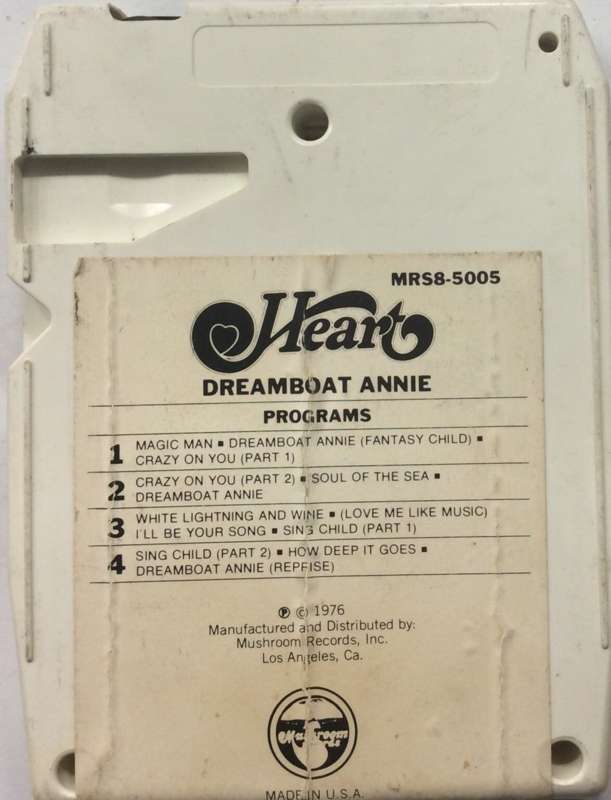 MRS8-5005
Heart
DREAMBOAT ANNIE
PROGRAMS
1 MAGIC MAN ▪ DREAMBOAT ANNIE (FANTASY CHILD) ▪
CRAZY ON YOU (PART 1)
2 CRAZY ON YOU (PART 2) ▪ SOUL OF THE SEA ▪
DREAMBOAT ANNIE
3 WHITE LIGHTNING AND WINE ▪ (LOVE ME LIKE MUSIC)
I'LL BE YOUR SONG ▪ SING CHILD (PART 1)
4 SING CHILD (PART 2) ▪ HOW DEEP IT GOES ▪
DREAMBOAT ANNIE (REPRISE)
℗ © 1976
Manufactured and Distributed by:
Mushroom Records, Inc.
Los Angeles, Ca.
Mushroom
Records
MADE IN U.S.A.